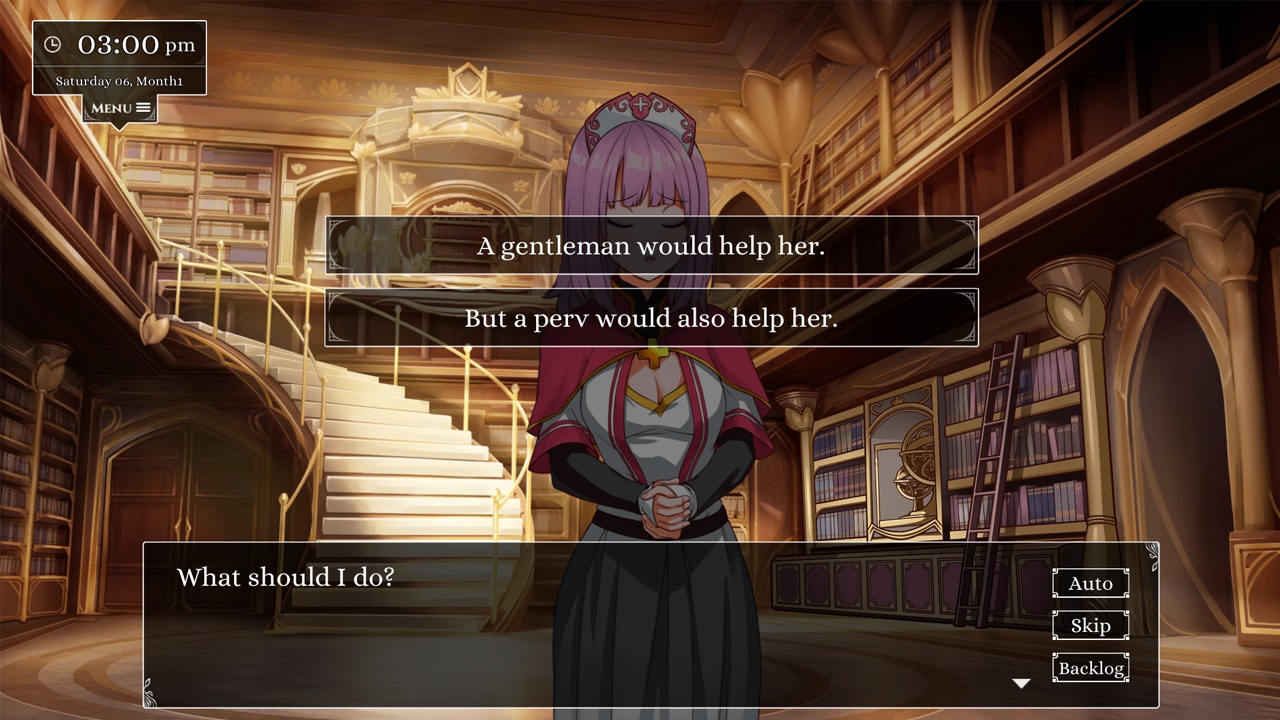 03:00 pm
Saturday 06, Month1
MENU
A gentleman would help her.
But a perv would also help her.
What should I do?
Auto
Skip
Backlog